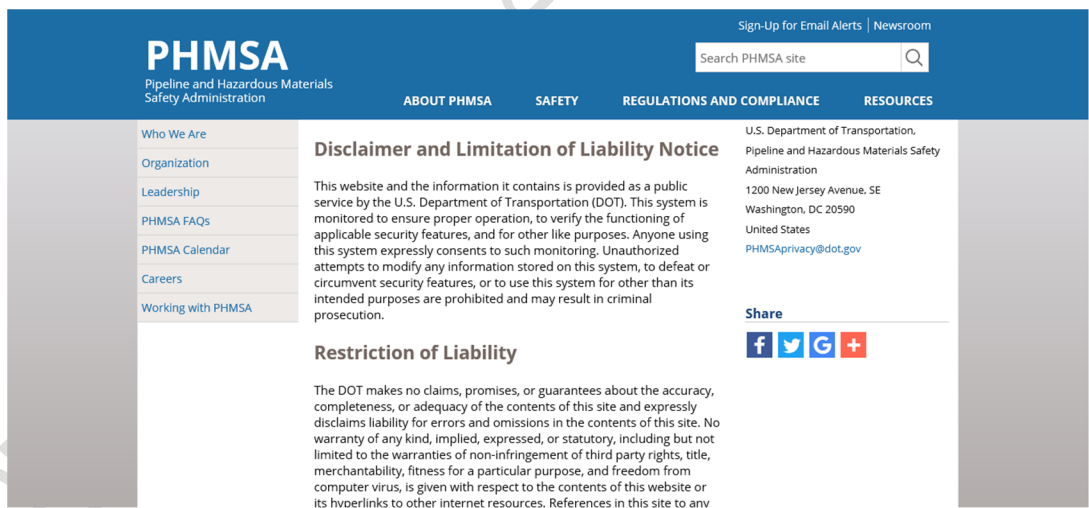 Sign-Up for Email Alerts | Newsroom
PHMSA
Pipeline and Hazardous Materials
Safety Administration
Search PHMSA site
ABOUT PHMSA SAFETY REGULATIONS AND COMPLIANCE RESOURCES
Who We Are
Organization
Leadership
PHMSA FAQs
PHMSA Calendar
Careers
Working with PHMSA
Disclaimer and Limitation of Liability Notice
This website and the information it contains is provided as a public
service by the U.S. Department of Transportation (DOT). This system is
monitored to ensure proper operation, to verify the functioning of
applicable security features, and for other like purposes. Anyone using
this system expressly consents to such monitoring. Unauthorized
attempts to modify any information stored on this system, to defeat or
circumvent security features, or to use this system for other than its
intended purposes are prohibited and may result in criminal
prosecution.
Restriction of Liability
The DOT makes no claims, promises, or guarantees about the accuracy,
completeness, or adequacy of the contents of this site and expressly
disclaims liability for errors and omissions in the contents of this site. No
warranty of any kind, implied, expressed, or statutory, including but not
limited to the warranties of non-infringement of third party rights, title,
merchantability, fitness for a particular purpose, and freedom from
computer virus, is given with respect to the contents of this website or
its hyperlinks to other internet resources. References in this site to any
U.S. Department of Transportation,
Pipeline and Hazardous Materials Safety
Administration
1200 New Jersey Avenue, SE
Washington, DC 20590
United States
PHMSAprivacy@dot.gov
Share